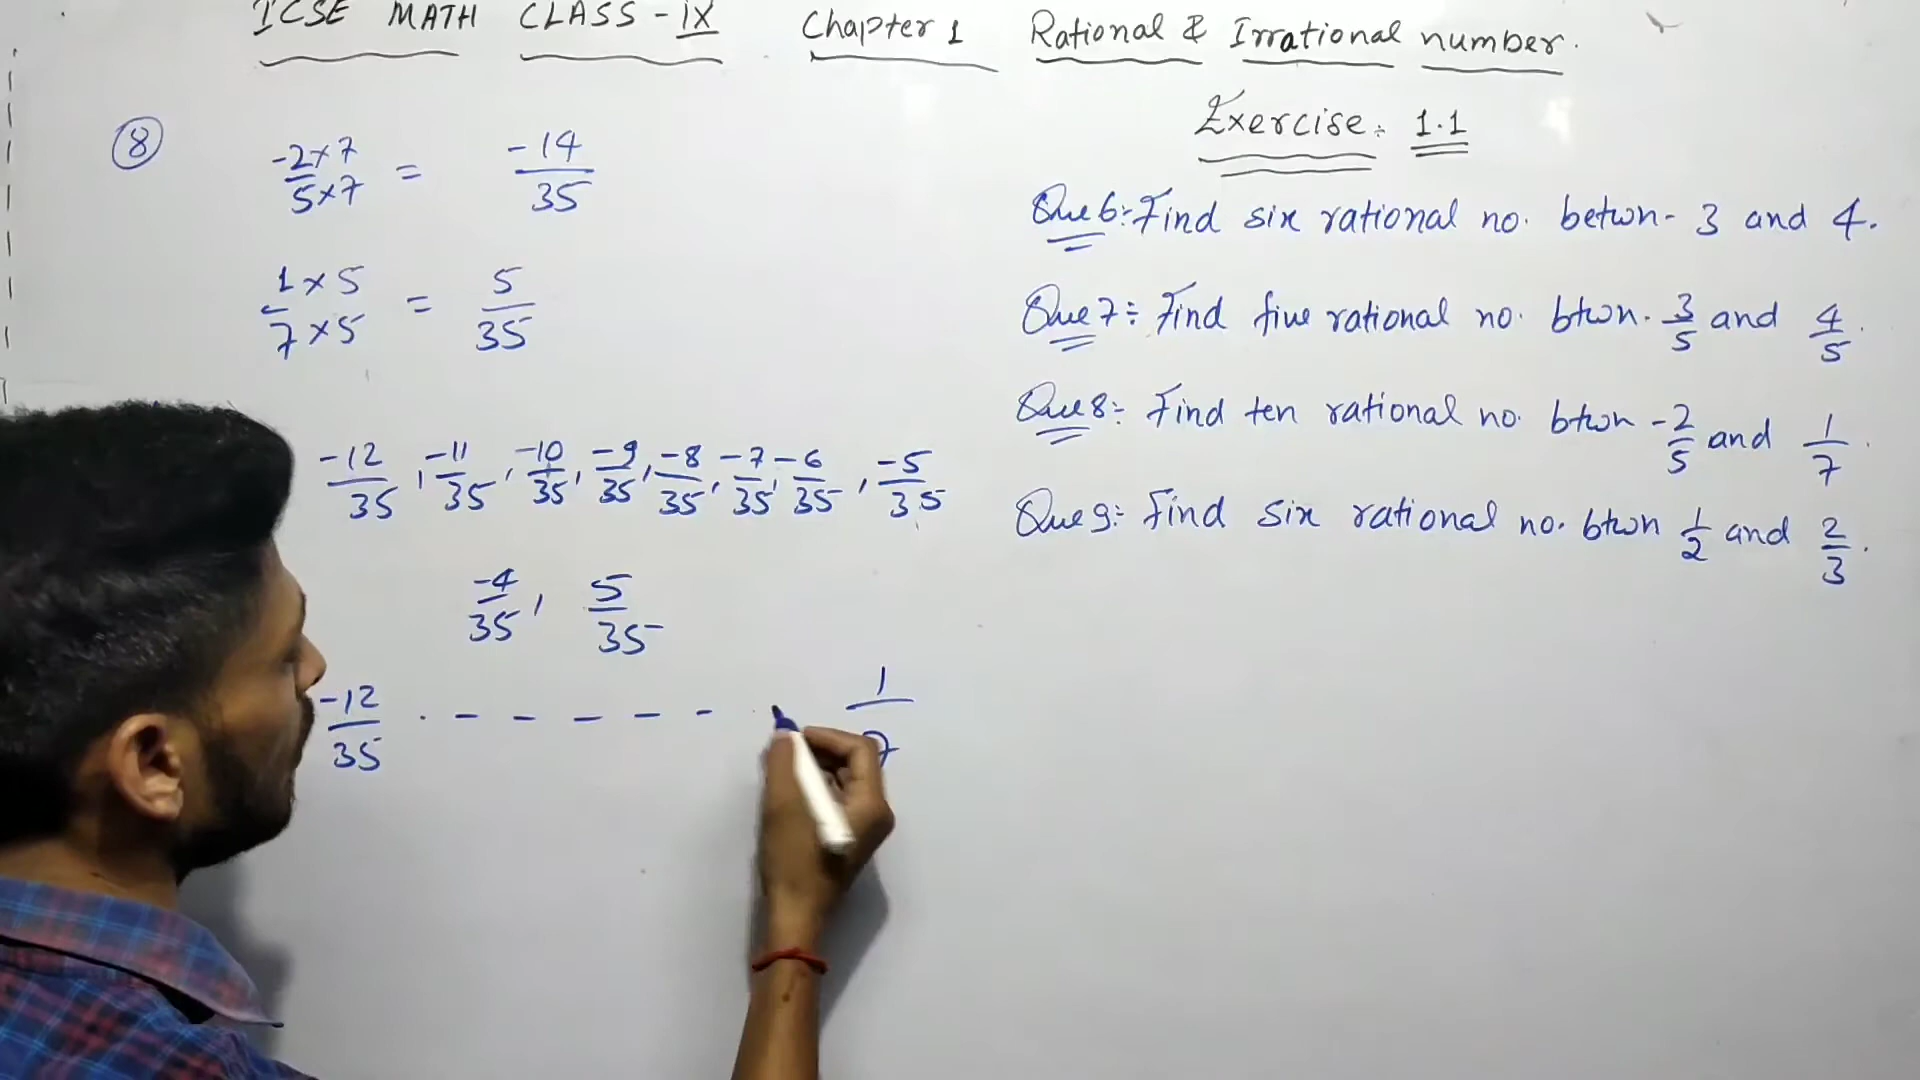 ICSE MATH CLASS-IX Chapter 1 Rational & Irrational number.
Exercise: 1.1
⑧ -2×7/5×7 = -14/35
1×5/7×5 = 5/35
-12/35, -11/35, -10/35, -9/35, -8/35, -7/35, -6/35, -5/35
-4/35, 5/35
-12/35 . - - - - - 1/7
Que 6:- Find six rational no. betwn- 3 and 4.
Que 7:- Find five rational no. btwn. 3/5 and 4/5.
Que 8:- Find ten rational no. btwn -2/5 and 1/7.
Que 9:- Find six rational no. btwn 1/2 and 2/3.